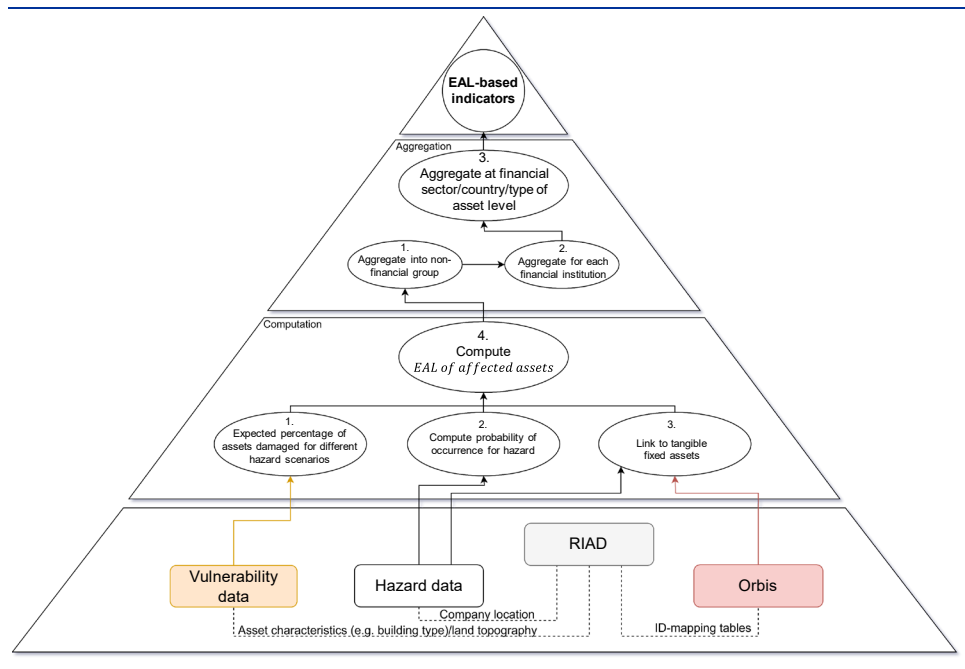 EAL-based
indicators
Aggregation
3.
Aggregate at financial
sector/country/type of
asset level
1.
Aggregate into non-
financial group
2.
Aggregate for each
financial institution
Computation
4.
Compute
EAL of affected assets
1.
Expected percentage of
assets damaged for different
hazard scenarios
2.
Compute probability of
occurrence for hazard
3.
Link to tangible
fixed assets
RIAD
Vulnerability
data
Hazard data
Orbis
Company location
Asset characteristics (e.g. building type)/land topography
ID-mapping tables